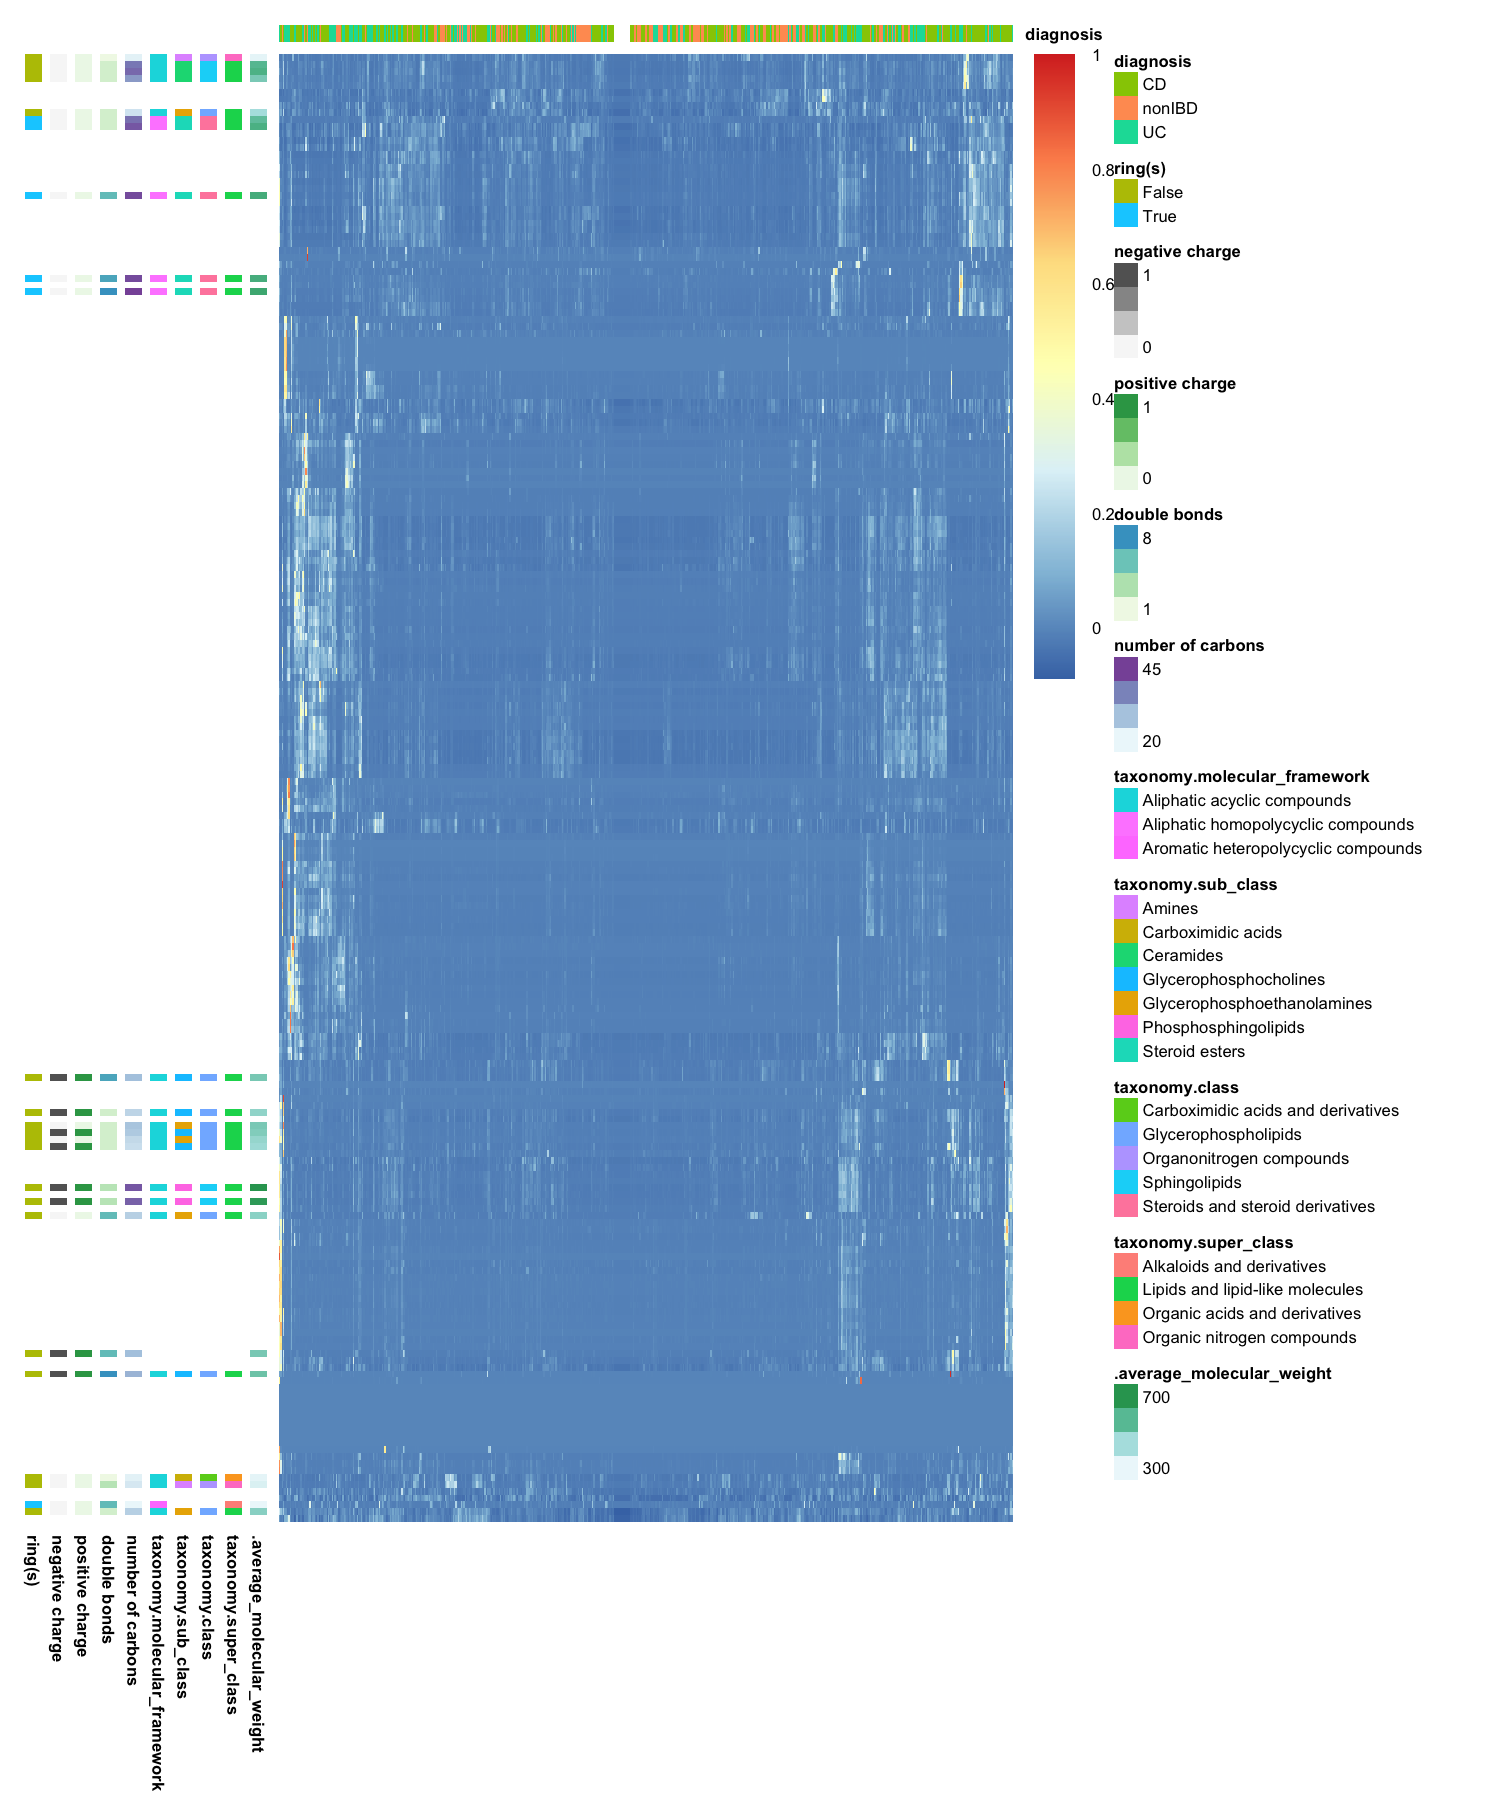 diagnosis
1
0.8
0.6
0.4
0.2
0
diagnosis
CD
nonIBD
UC
ring(s)
False
True
negative charge
1
0
positive charge
1
0
double bonds
8
1
number of carbons
45
20
taxonomy.molecular_framework
Aliphatic acyclic compounds
Aliphatic homopolycyclic compounds
Aromatic heteropolycyclic compounds
taxonomy.sub_class
Amines
Carboximidic acids
Ceramides
Glycerophosphocholines
Glycerophosphoethanolamines
Phosphosphingolipids
Steroid esters
taxonomy.class
Carboximidic acids and derivatives
Glycerophospholipids
Organonitrogen compounds
Sphingolipids
Steroids and steroid derivatives
taxonomy.super_class
Alkaloids and derivatives
Lipids and lipid-like molecules
Organic acids and derivatives
Organic nitrogen compounds
.average_molecular_weight
700
300
ring(s)
negative charge
positive charge
double bonds
number of carbons
taxonomy.molecular_framework
taxonomy.sub_class
taxonomy.class
taxonomy.super_class
.average_molecular_weight